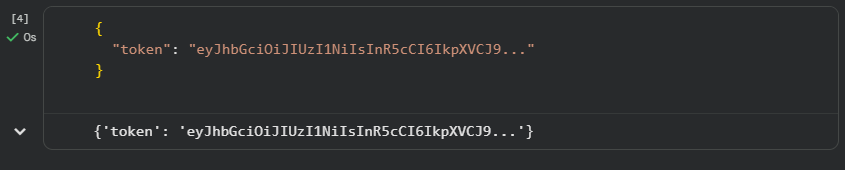 [4]
0s
{
"token": "eyJhbGciOiJIUzI1NiIsInR5cCI6IkpXVCJ9..."
}
{'token': 'eyJhbGciOiJIUzI1NiIsInR5cCI6IkpXVCJ9...'}